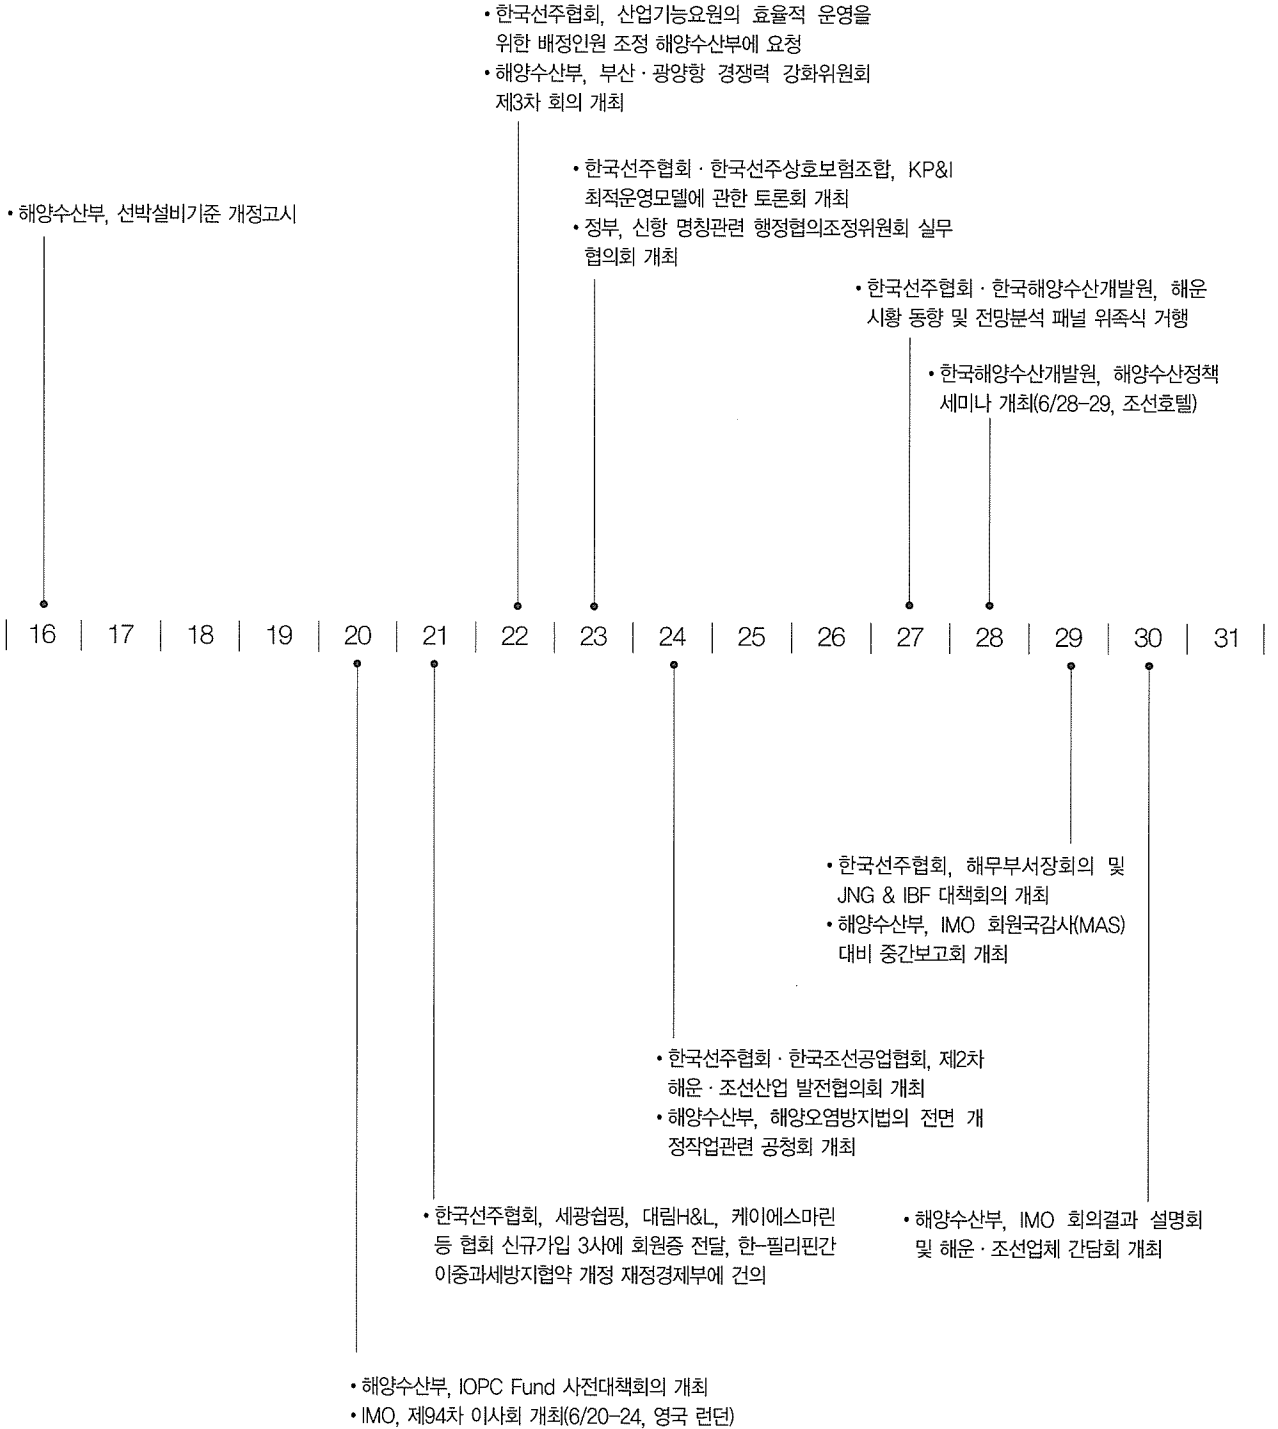 • 한국선주협회, 산업기능요원의 효율적 운영을
위한 배정인원 조정 해양수산부에 요청
• 해양수산부, 부산 · 광양항 경쟁력 강화위원회
제3차 회의 개최
• 한국선주협회 · 한국선주상호보험조합, KP&I
최적운영모델에 관한 토론회 개최
• 정부, 신항 명칭관련 행정협의조정위원회 실무
협의회 개최
• 해양수산부, 선박설비기준 개정고시
• 한국선주협회 · 한국해양수산개발원, 해운
시황 동향 및 전망분석 패널 위족식 거행
• 한국해양수산개발원, 해양수산정책
세미나 개최(6/28-29, 조선호텔)
16 17 18 19 20 21 22 23 24 25 26 27 28 29 30 31
• 한국선주협회, 해무부서장회의 및
JNG & IBF 대책회의 개최
• 해양수산부, IMO 회원국감사(MAS)
대비 중간보고회 개최
• 한국선주협회 · 한국조선공업협회, 제2차
해운 · 조선산업 발전협의회 개최
• 해양수산부, 해양오염방지법의 전면 개
정작업관련 공청회 개최
• 한국선주협회, 세광쉽핑, 대림H&L, 케이에스마린
등 협회 신규가입 3사에 회원증 전달, 한-필리핀간
이중과세방지협약 개정 재정경제부에 건의
• 해양수산부, IMO 회의결과 설명회
및 해운 · 조선업체 간담회 개최
• 해양수산부, IOPC Fund 사전대책회의 개최
• IMO, 제94차 이사회 개최(6/20-24, 영국 런던)